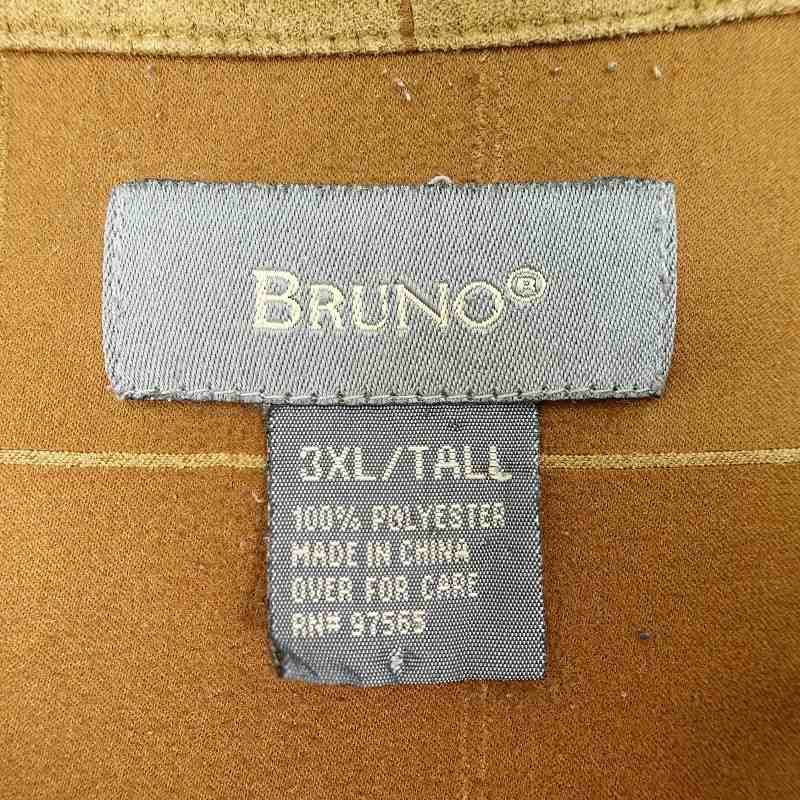 BRUNO®
3XL/TALL
100% POLYESTER
MADE IN CHINA
OVER FOR CARE
RN# 97565